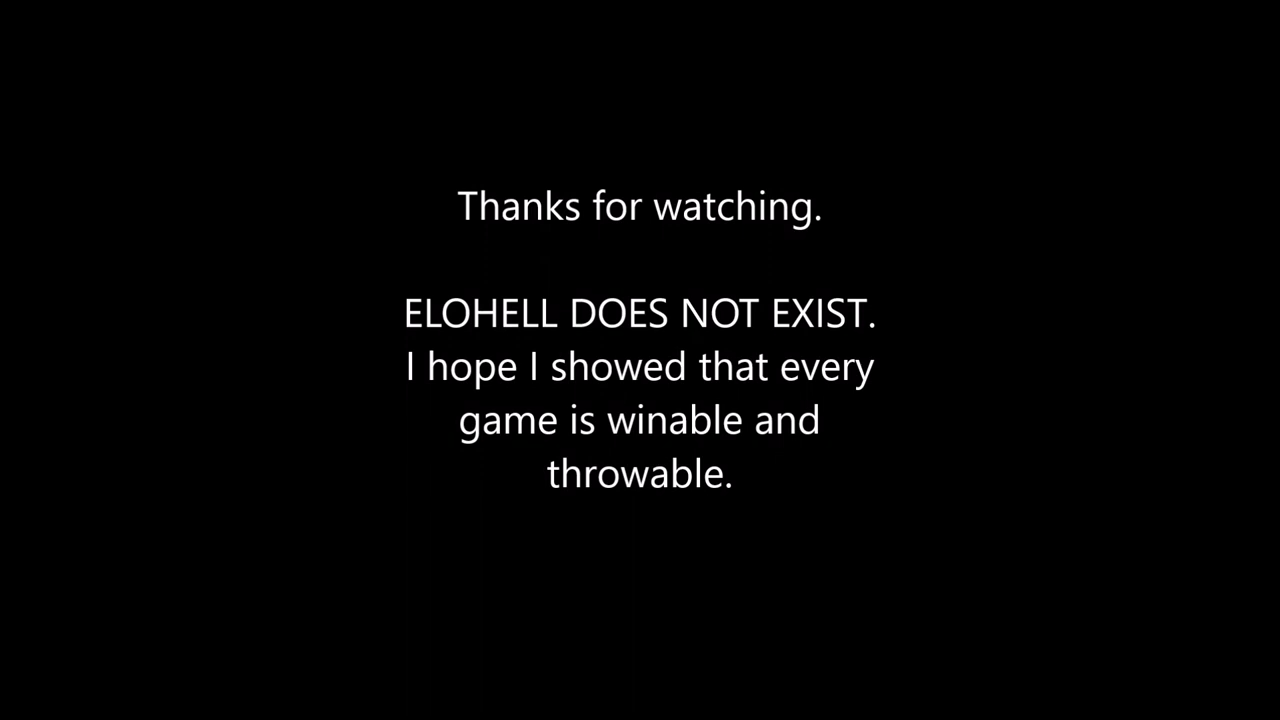 Thanks for watching.
ELOHELL DOES NOT EXIST.
I hope I showed that every
game is winable and
throwable.